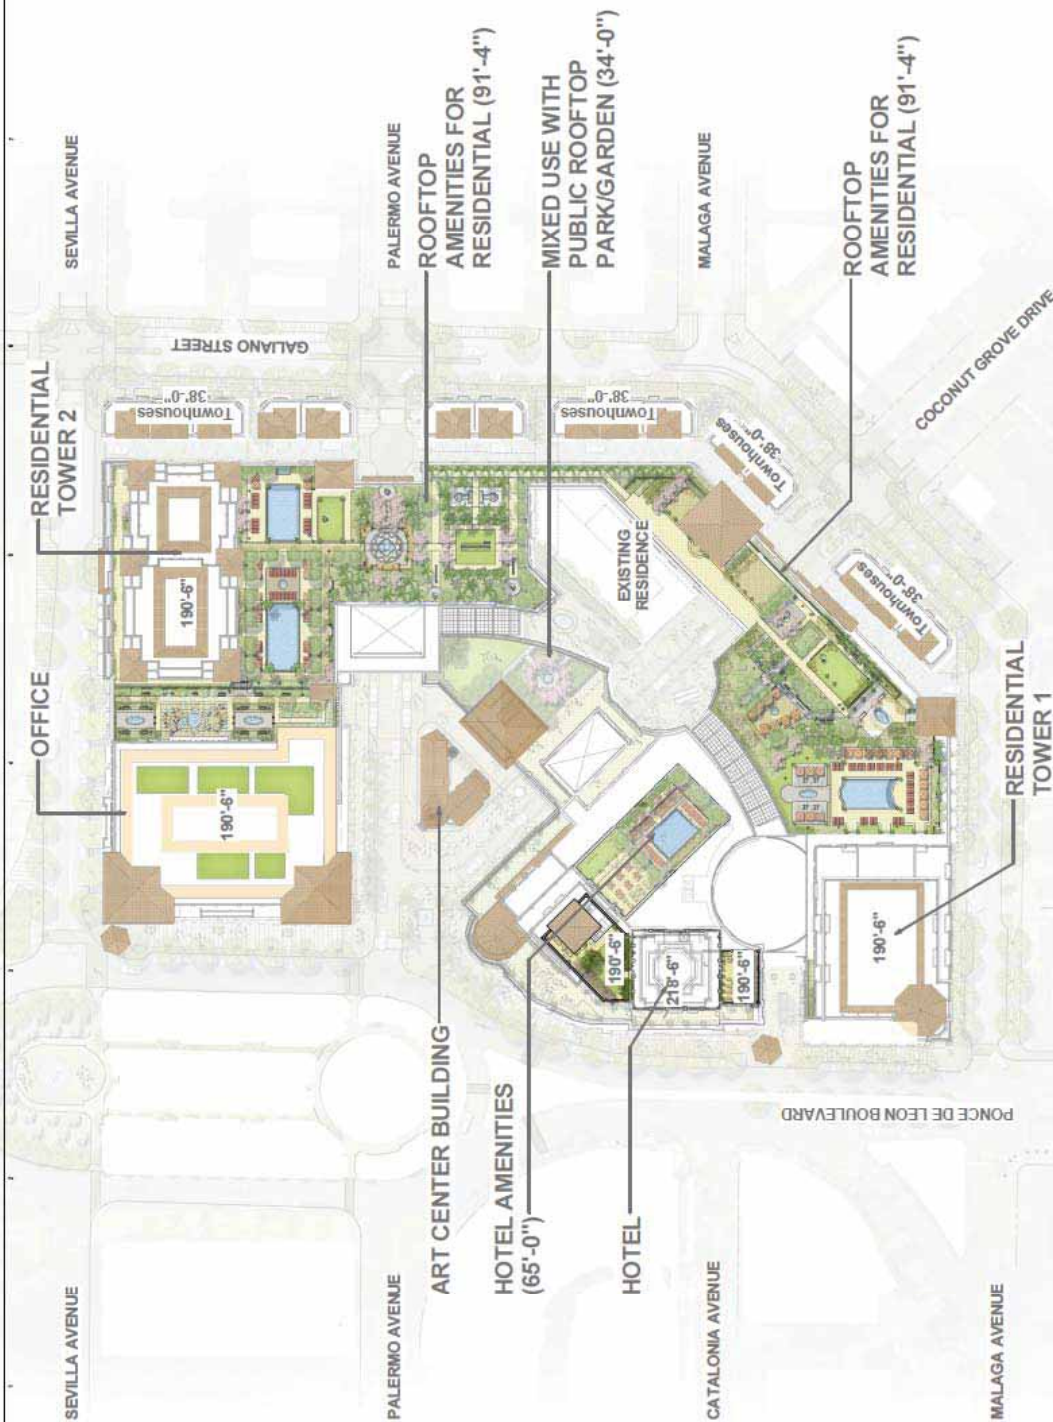 SEVILLA AVENUE
OFFICE
RESIDENTIAL
TOWER 2
SEVILLA AVENUE
GALIANO STREET
Townhouses
38'-0"
190'-6"
190'-6"
PALERMO AVENUE
PALERMO AVENUE
ART CENTER BUILDING
ROOFTOP
AMENITIES FOR
RESIDENTIAL (91'-4")
HOTEL AMENITIES
(65'-0")
MIXED USE WITH
PUBLIC ROOFTOP
PARK/GARDEN (34'-0")
Townhouses
38'-0"
EXISTING
RESIDENCE
HOTEL
190'-6"
218'-6"
190'-6"
CATALONIA AVENUE
MALAGA AVENUE
Townhouses
38'-0"
ROOFTOP
AMENITIES FOR
RESIDENTIAL (91'-4")
PONCE DE LEON BOULEVARD
190'-6"
Townhouses
38'-0"
COCONUT GROVE DRIVE
MALAGA AVENUE
RESIDENTIAL
TOWER 1